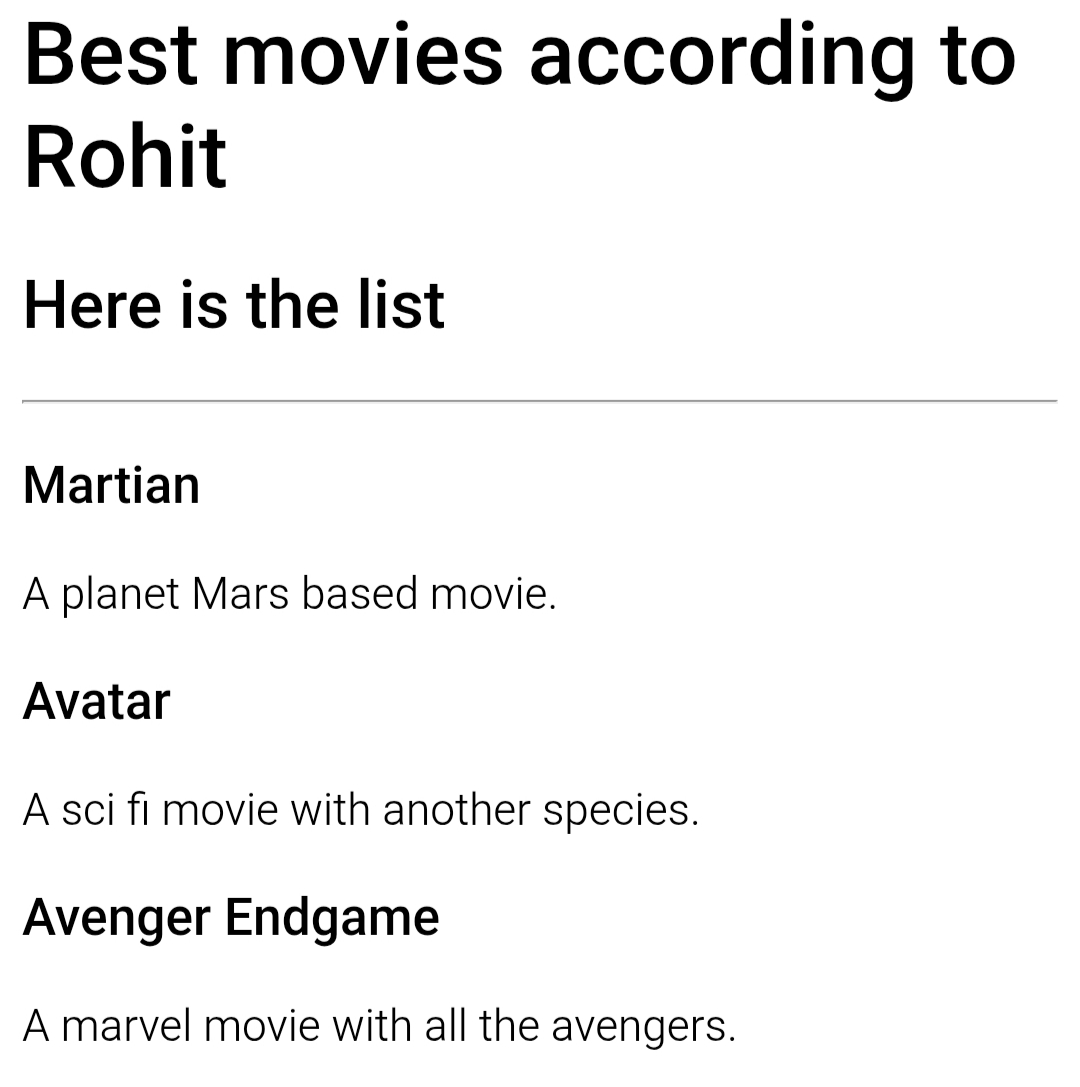 Best movies according to
Rohit
Here is the list
Martian
A planet Mars based movie.
Avatar
A sci fi movie with another species.
Avenger Endgame
A marvel movie with all the avengers.